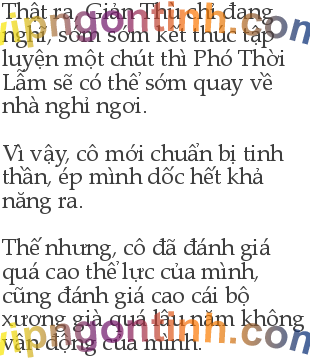 Thật ra, Giản Thù chỉ đang
nghĩ, sớm sớm kết thúc tập
luyện một chút thì Phó Thời
Lẫm sẽ có thể sớm quay về
nhà nghỉ ngơi.
Vì vậy, cô mới chuẩn bị tinh
thần, ép mình dốc hết khả
năng ra.
Thế nhưng, cô đã đánh giá
quá cao thể lực của mình,
cũng đánh giá cao cái bộ
xương già quá lâu năm không
vận động của mình.
vipngontinh.com
vipngontinh.com